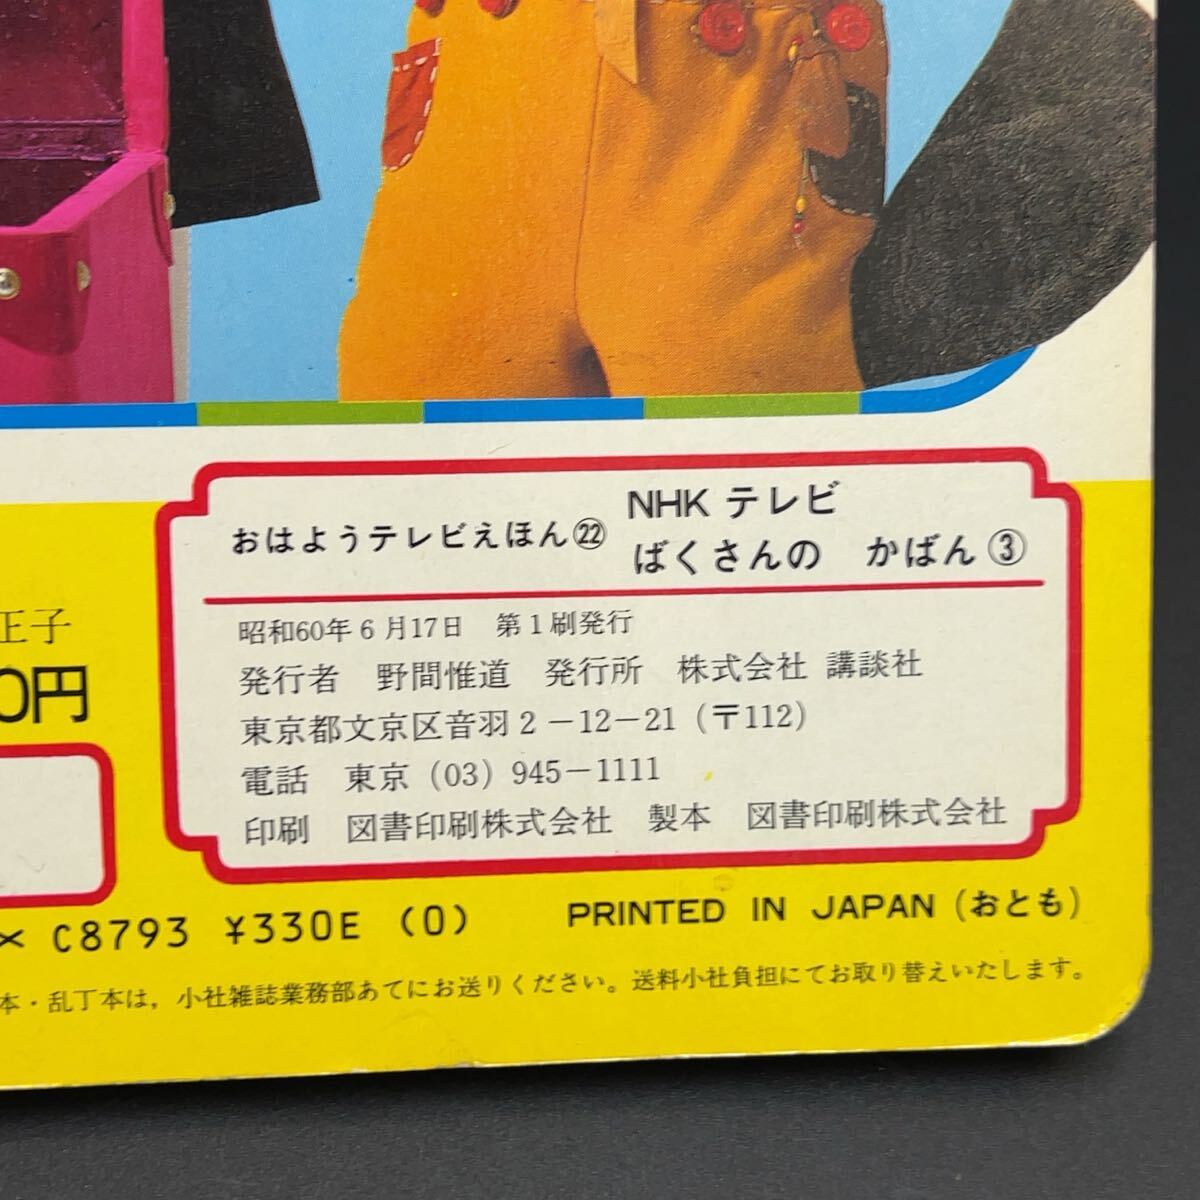 NHK テレビ
おはようテレビえほん㉒ ばくさんの かばん③
昭和60年6月17日 第1刷発行
発行者 野間惟道 発行所 株式会社 講談社
東京都文京区音羽2-12-21 (〒112)
電話 東京 (03) 945-1111
印刷 図書印刷株式会社 製本 図書印刷株式会社
正子
0円
× C8793 ¥330E (0)
PRINTED IN JAPAN (おとも)
本・乱丁本は，小社雑誌業務部あてにお送りください。送料小社負担にてお取り替えいたします。